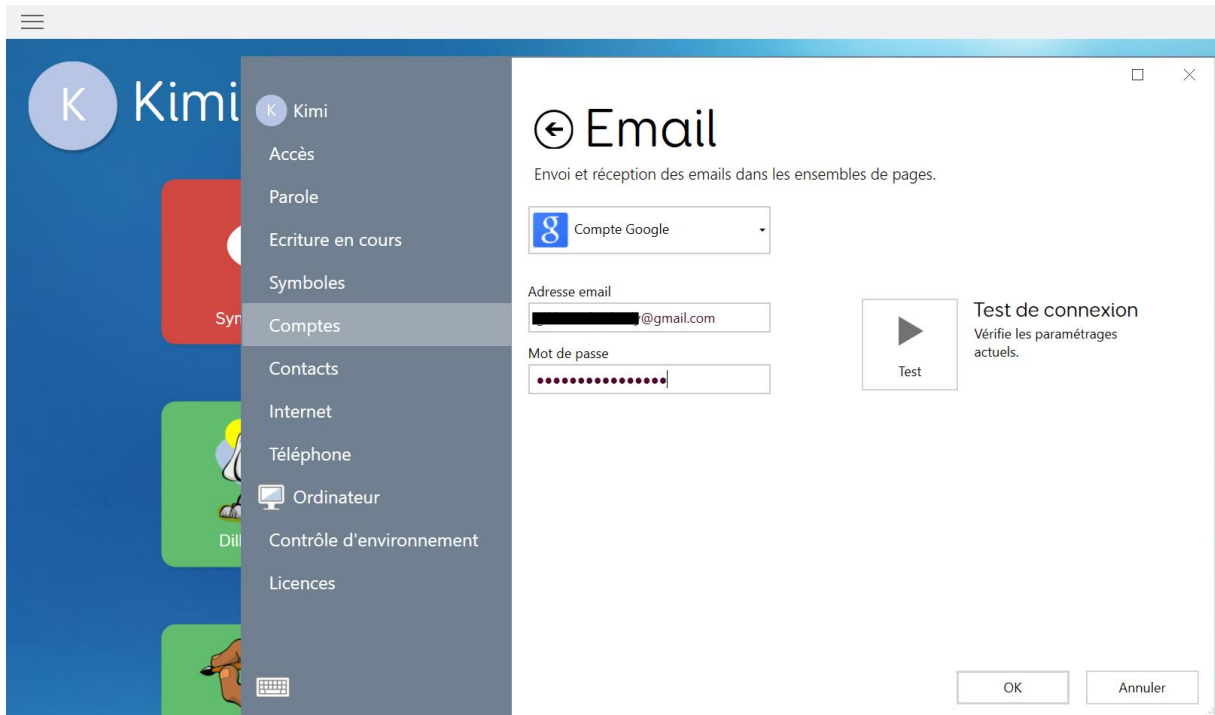 K Kimi
K Kimi
Accès
Parole
Ecriture en cours
Symboles
Comptes
Contacts
Internet
Téléphone
Ordinateur
Contrôle d'environnement
Licences
Email
Envoi et réception des emails dans les ensembles de pages.
g Compte Google
Adresse email
@gmail.com
Mot de passe
••••••••••••••••
Test
Test de connexion
Vérifie les paramétrages
actuels.
OK
Annuler